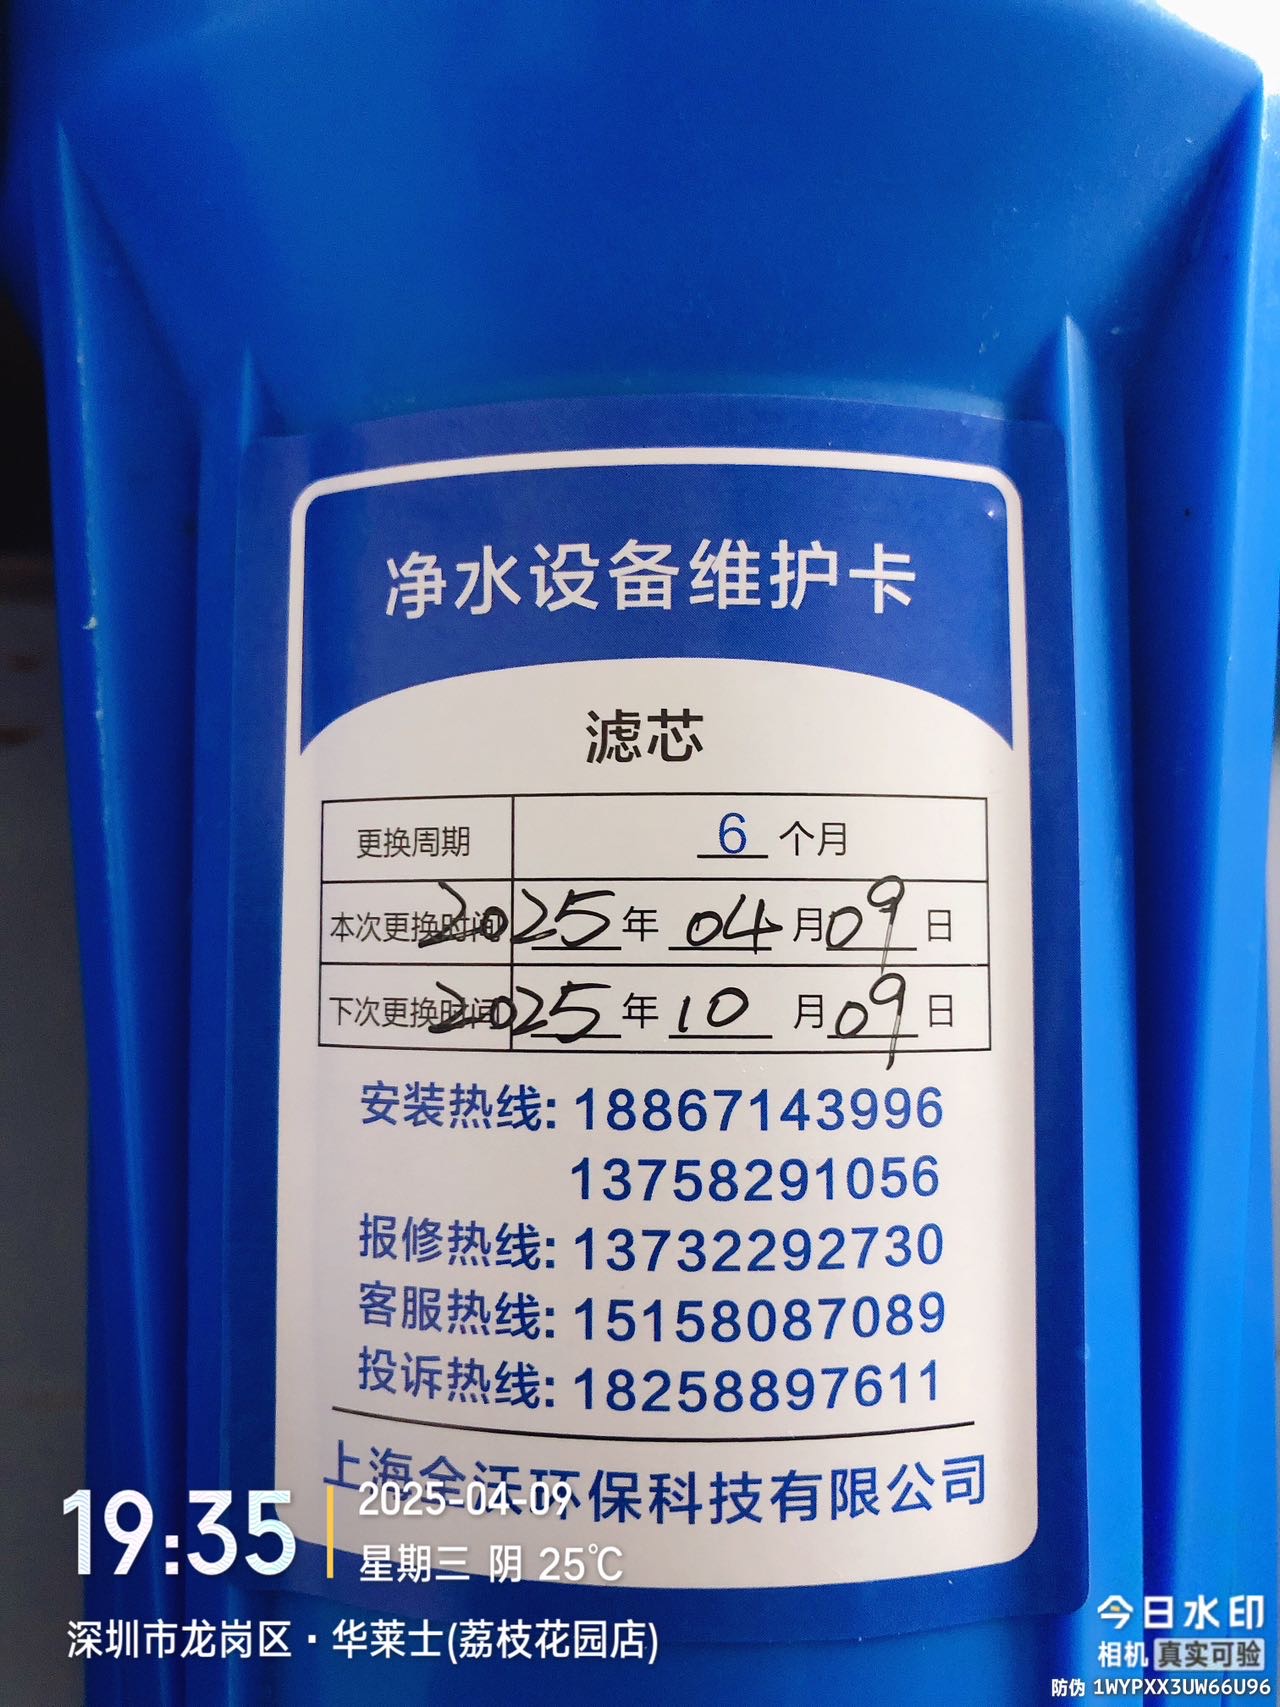 净水设备维护卡
滤芯
更换周期 6 个月
本次更换时间 2025 年 04 月 09 日
下次更换时间 2025 年 10 月 09 日
安装热线: 18867143996
13758291056
报修热线: 13732292730
客服热线: 15158087089
投诉热线: 18258897611
上海全沃环保科技有限公司
19:35
2025-04-09
星期三 阴 25℃
深圳市龙岗区·华莱士(荔枝花园店)
今日水印
相机 真实可验
防伪 1WYPXX3UW66U96